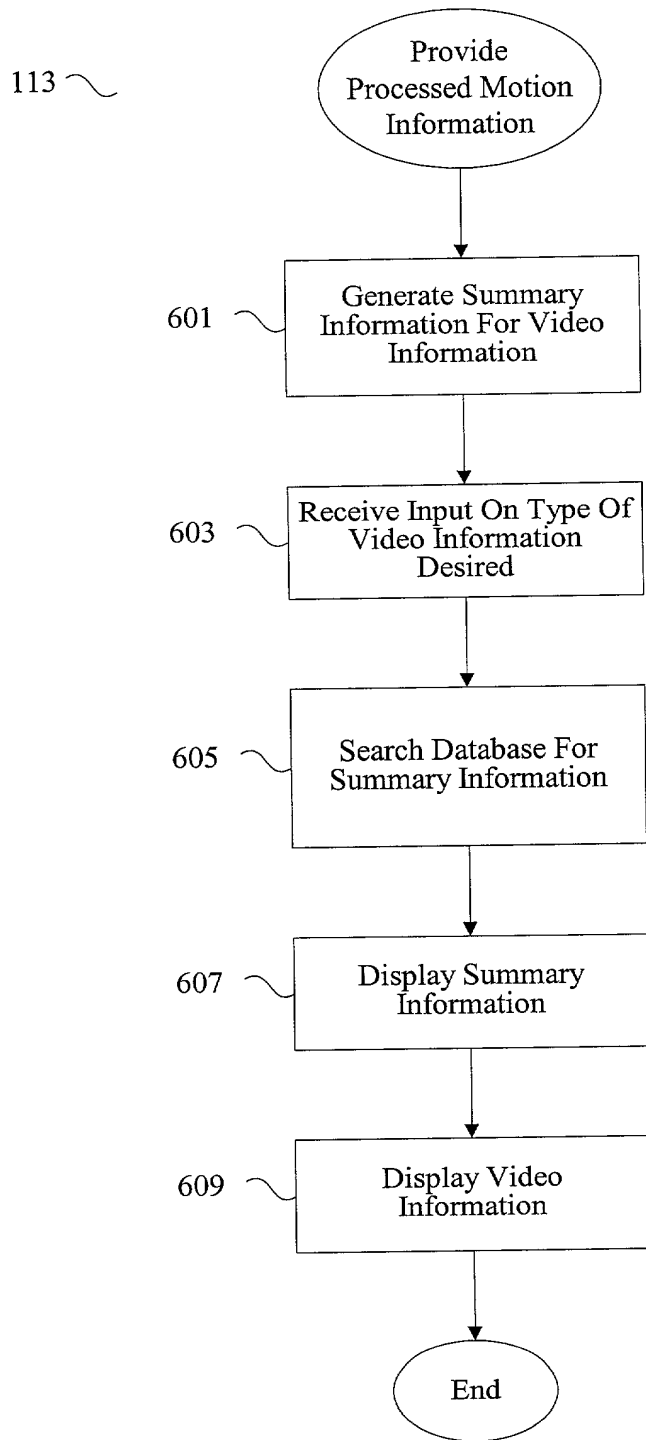 Provide
113
Processed Motion
Information
Generate Summary
601
Information For Video
Information
Receive Input On Type Of
603
Video Information
Desired
Search Database For
605
Summary Information
Display Summary
607
Information
Display Video
609
Information
End